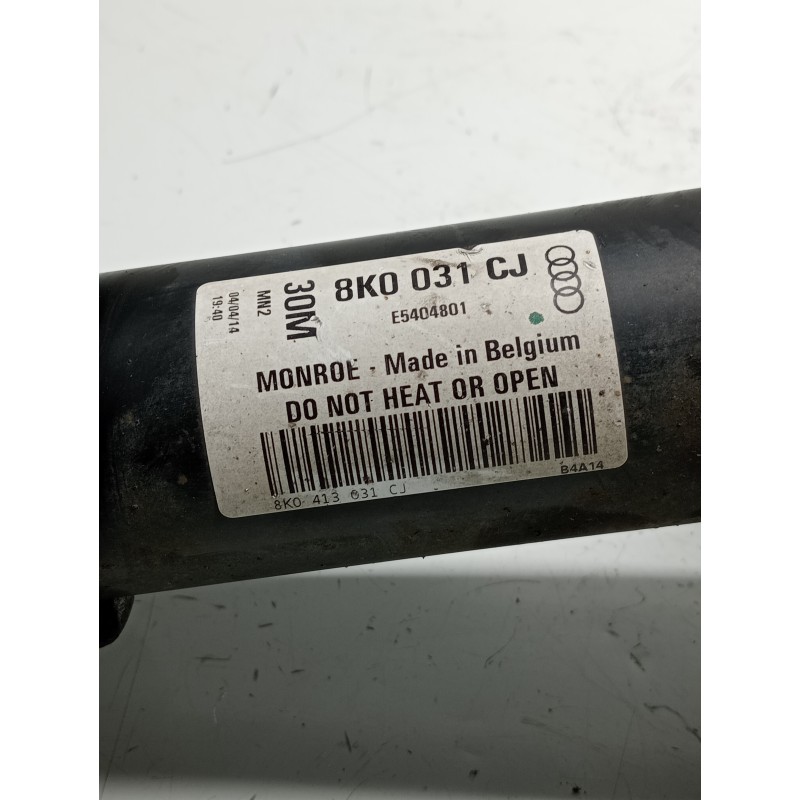 8K0 031 CJ
E5404801
30M
MN2
04/04/14
19:40
MONROE - Made in Belgium
DO NOT HEAT OR OPEN
8K0 413 031 CJ
B4A14